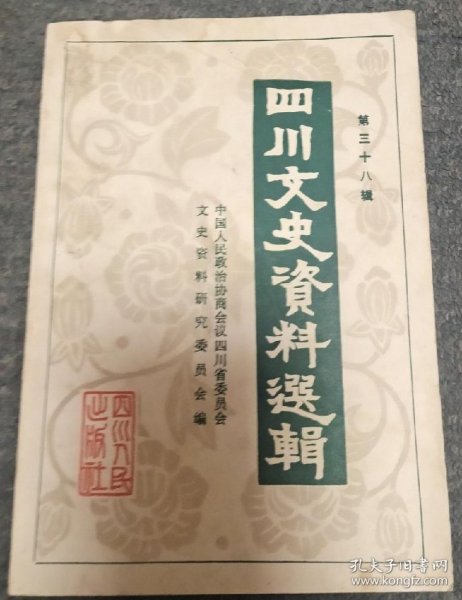 第三十八辑
四川文史資料選輯
中国人民政治协商会议四川省委员会
文史资料研究委员会编
四川人民
出版社
孔夫子旧书网
www.kongfz.com